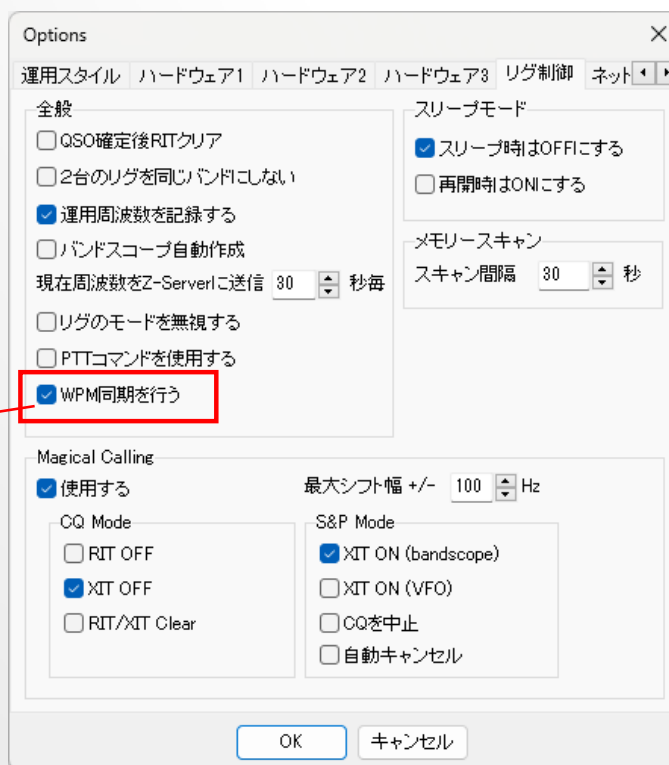 Options
運用スタイル ハードウェア1 ハードウェア2 ハードウェア3 リグ制御 ネット
全般
QSO確定後RITクリア
2台のリグを同じバンドにしない
運用周波数を記録する
バンドスコープ自動作成
現在周波数をZ-Serverに送信 30 秒毎
リグのモードを無視する
PTTコマンドを使用する
WPM同期を行う
スリープモード
スリープ時はOFFにする
再開時はONにする
メモリースキャン
スキャン間隔 30 秒
Magical Calling
使用する
最大シフト幅 +/- 100 Hz
CQ Mode
RIT OFF
XIT OFF
RIT/XIT Clear
S&P Mode
XIT ON (bandscope)
XIT ON (VFO)
CQを中止
自動キャンセル
OK キャンセル